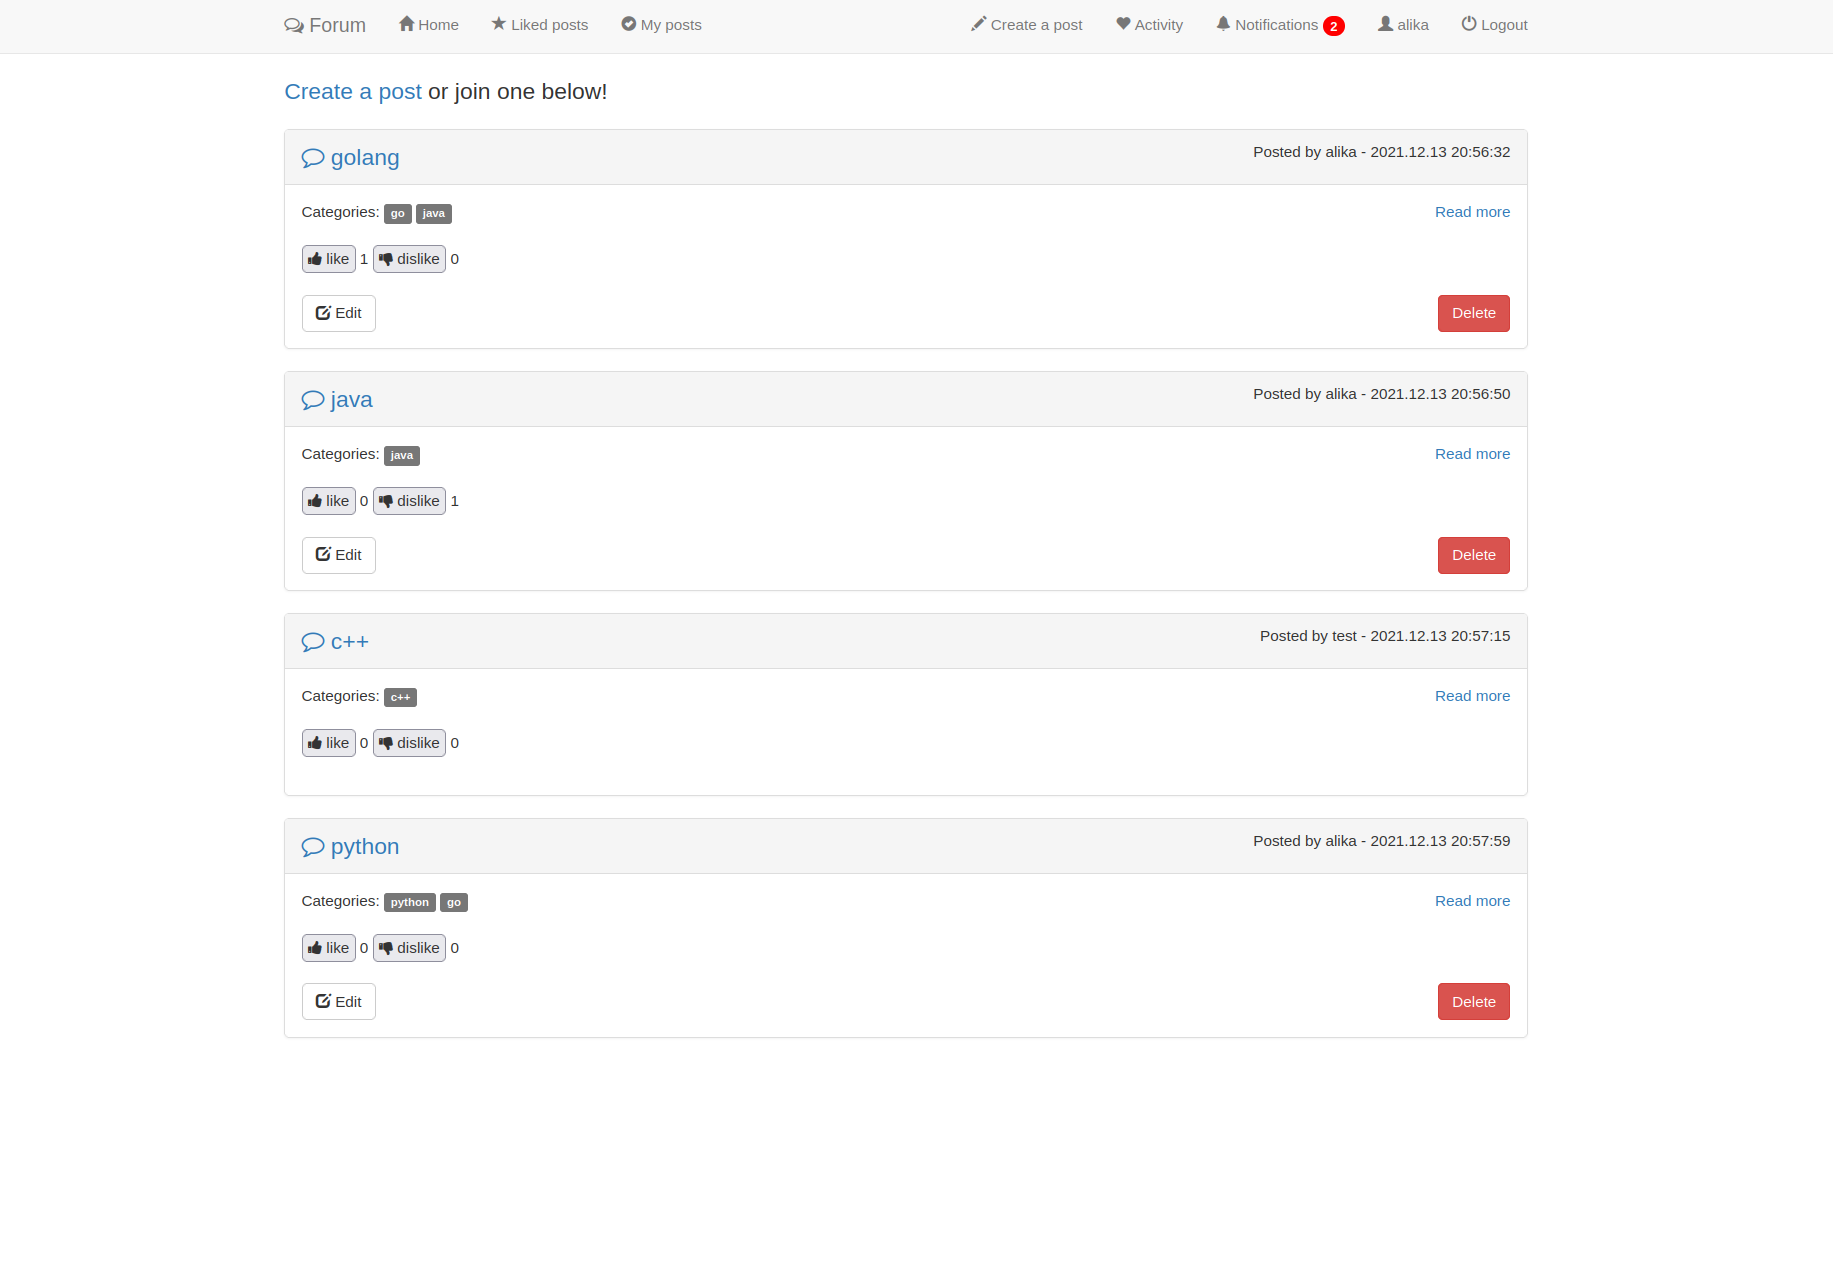 Forum Home Liked posts My posts Create a post Activity Notifications 2 alika Logout
Create a post or join one below!
golang Posted by alika - 2021.12.13 20:56:32
Categories: go java Read more
like 1 dislike 0
Edit Delete
java Posted by alika - 2021.12.13 20:56:50
Categories: java Read more
like 0 dislike 1
Edit Delete
c++ Posted by test - 2021.12.13 20:57:15
Categories: c++ Read more
like 0 dislike 0
python Posted by alika - 2021.12.13 20:57:59
Categories: python go Read more
like 0 dislike 0
Edit Delete